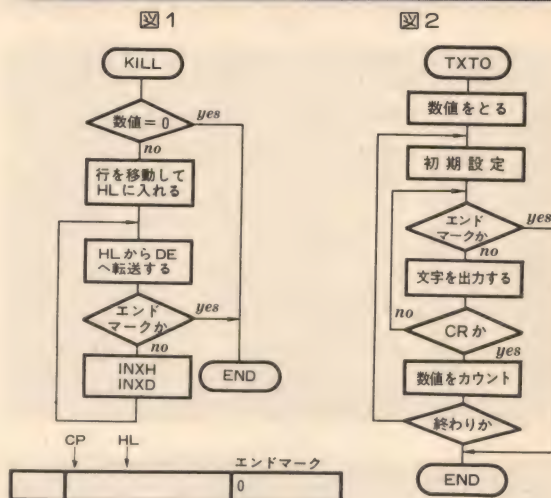 図1
KILL
数値=0
yes
no
行を移動して
HLに入れる
HLからDE
へ転送する
エンド
マークか
yes
no
INXH
INXD
END
CP
HL
エンドマーク
0
図2
TXTO
数値をとる
初期設定
エンド
マークか
yes
no
文字を出力する
no
CRか
yes
数値をカウント
終わりか
END